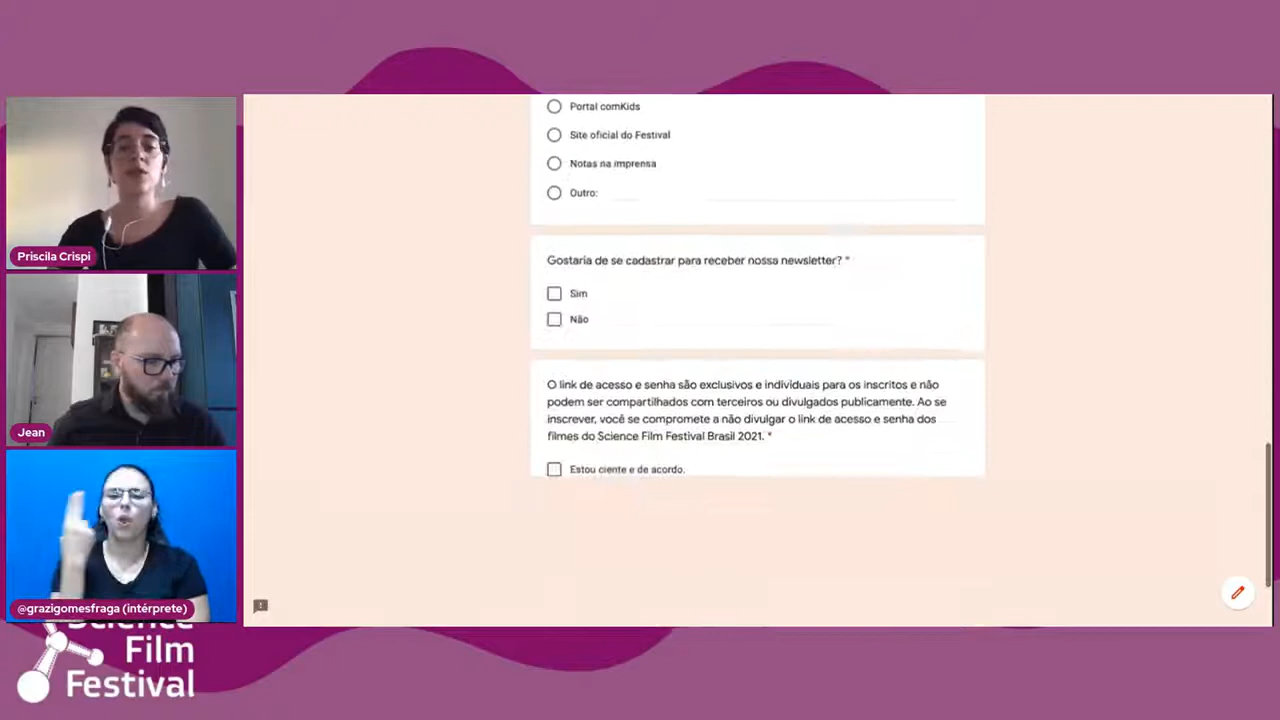 Priscila Crispi
Jean
@grazigomesfraga (intérprete)
Science
Film
Festival
Portal comKids
Site oficial do Festival
Notas na imprensa
Outro:
Gostaria de se cadastrar para receber nossa newsletter? *
Sim
Não
O link de acesso e senha são exclusivos e individuais para os inscritos e não
podem ser compartilhados com terceiros ou divulgados publicamente. Ao se
inscrever, você se compromete a não divulgar o link de acesso e senha dos
filmes do Science Film Festival Brasil 2021. *
Estou ciente e de acordo.